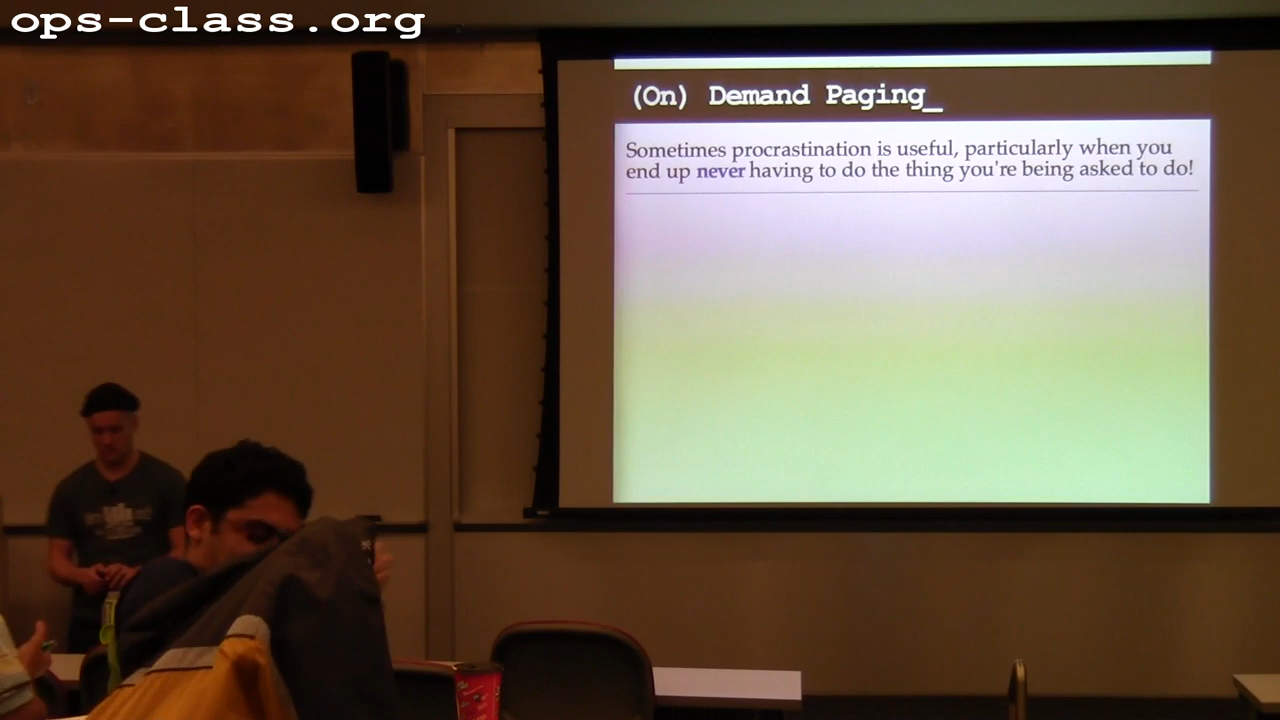 ops-class.org
(On) Demand Paging_
Sometimes procrastination is useful, particularly when you
end up never having to do the thing you're being asked to do!